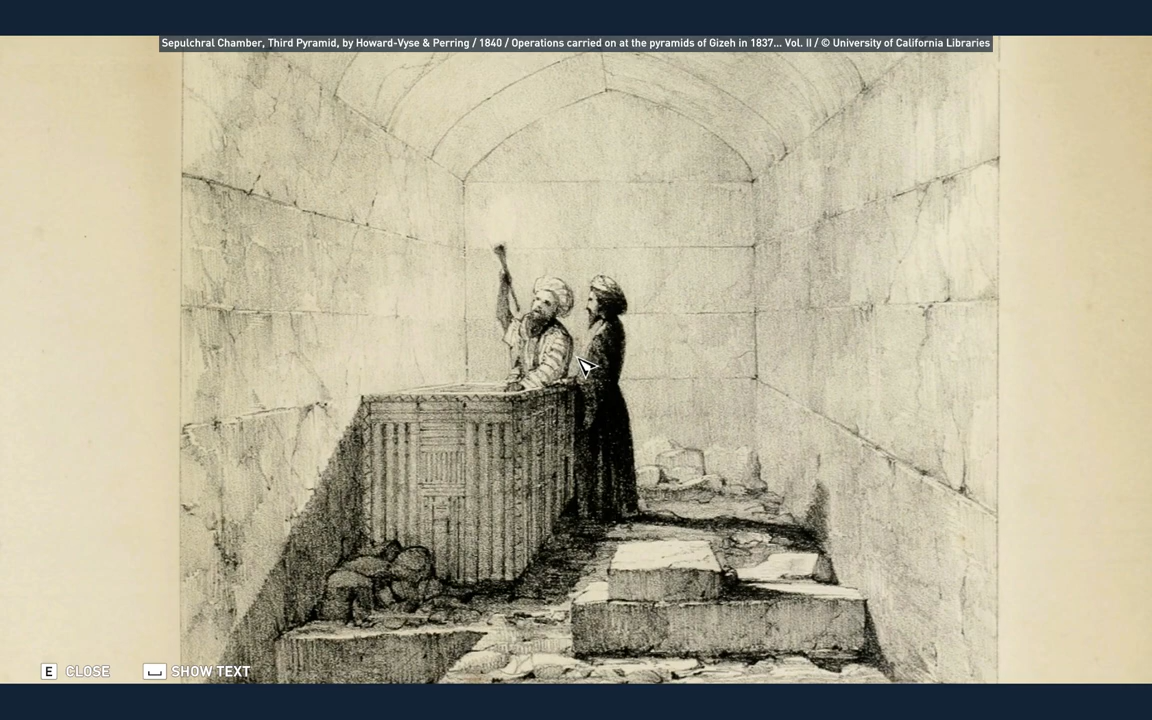 Sepulchral Chamber, Third Pyramid, by Howard-Vyse & Perring / 1840 / Operations carried on at the pyramids of Gizeh in 1837... Vol. II / © University of California Libraries
E CLOSE SHOW TEXT